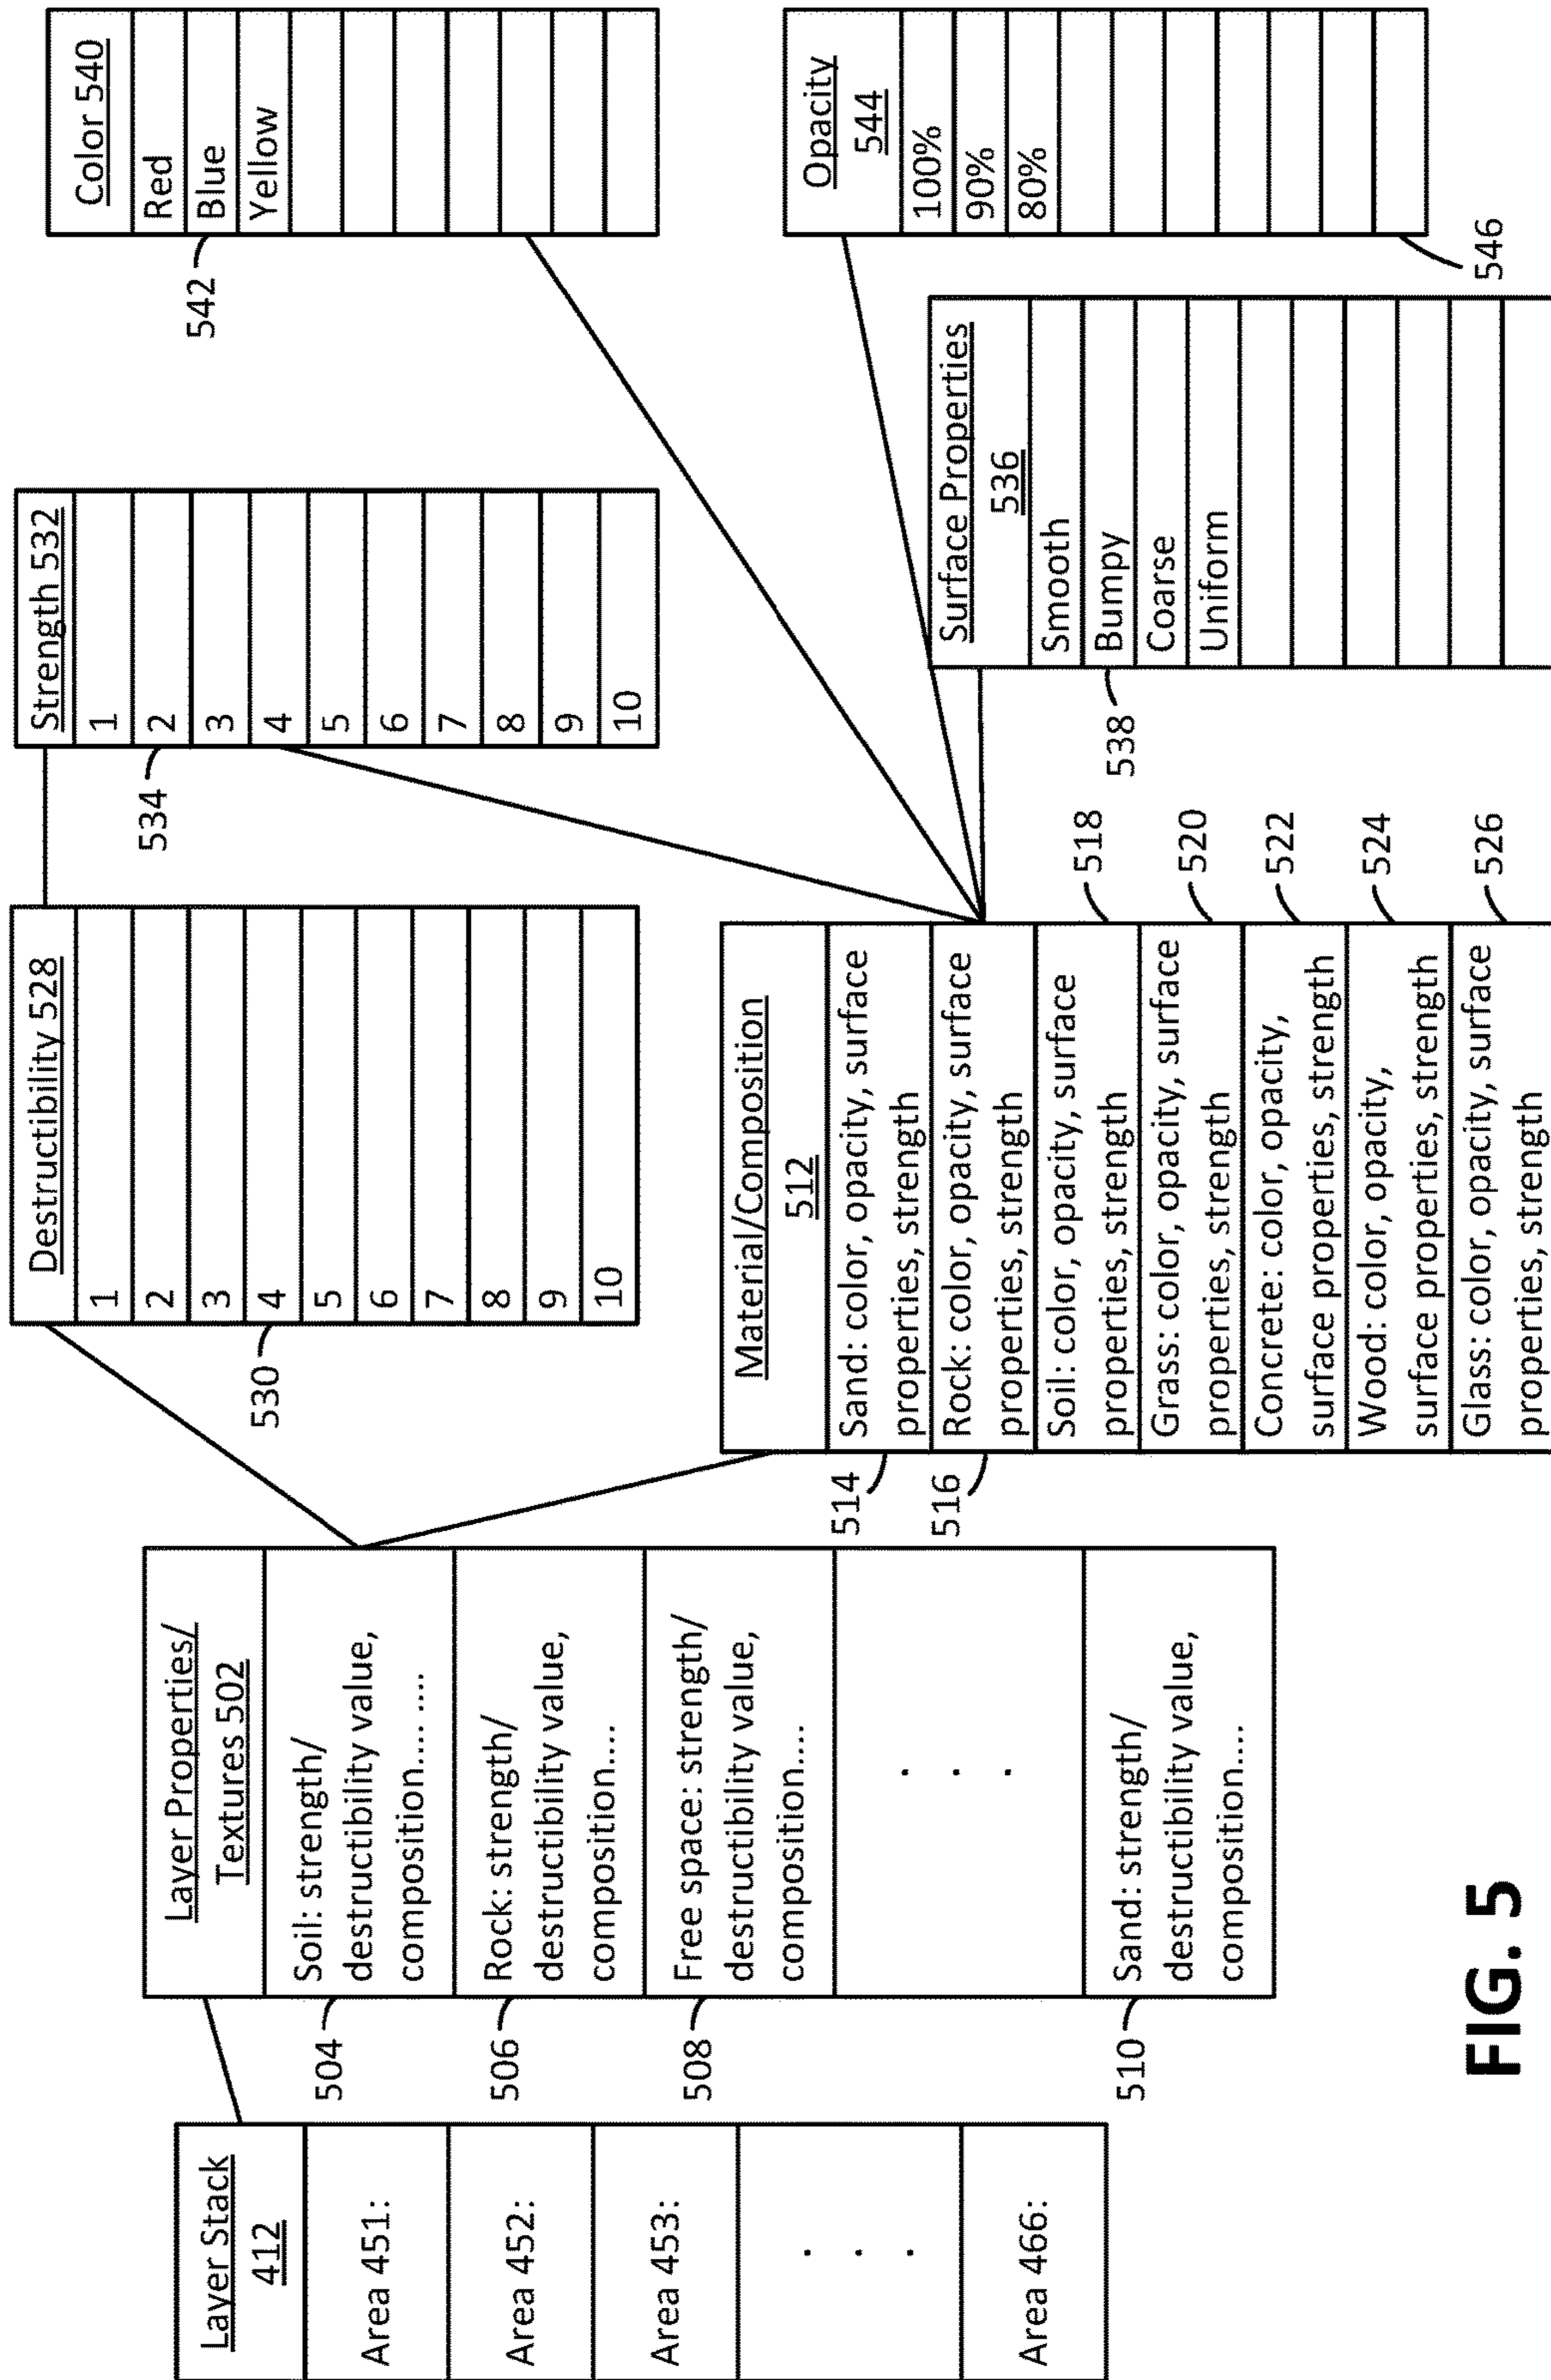 Layer Stack
412
Area 451:
Area 452:
Area 453:
. . .
Area 466:
Layer Properties/
Textures 502
504
Soil: strength/
destructibility value,
composition.... ....
506
Rock: strength/
destructibility value,
composition....
508
Free space: strength/
destructibility value,
composition....
. . .
510
Sand: strength/
destructibility value,
composition....
Destructibility 528
1
2
3
4
5
6
7
8
9
10
530
Material/Composition
512
514
Sand: color, opacity, surface
properties, strength
516
Rock: color, opacity, surface
properties, strength
Soil: color, opacity, surface
properties, strength
518
Grass: color, opacity, surface
properties, strength
520
Concrete: color, opacity,
surface properties, strength
522
Wood: color, opacity,
surface properties, strength
524
Glass: color, opacity, surface
properties, strength
526
Strength 532
1
2
3
4
5
6
7
8
9
10
534
Surface Properties
536
Smooth
Bumpy
Coarse
Uniform
538
Color 540
Red
Blue
Yellow
542
Opacity
544
100%
90%
80%
546
FIG. 5